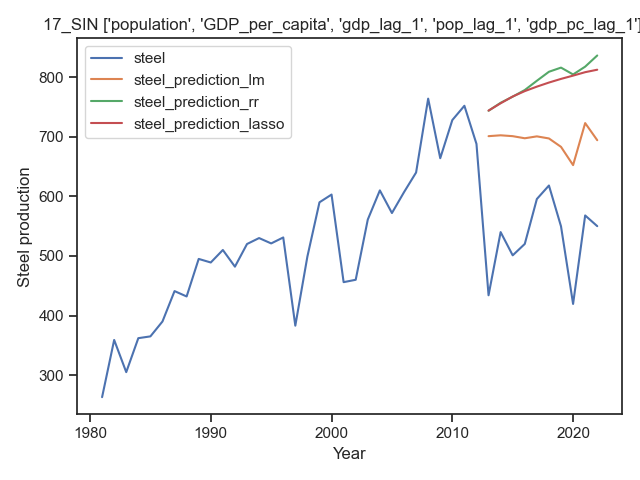 17_SIN ['population', 'GDP_per_capita', 'gdp_lag_1', 'pop_lag_1', 'gdp_pc_lag_1']
steel
steel_prediction_lm
steel_prediction_rr
steel_prediction_lasso
Steel production
800
700
600
500
400
300
1980 1990 2000 2010 2020
Year